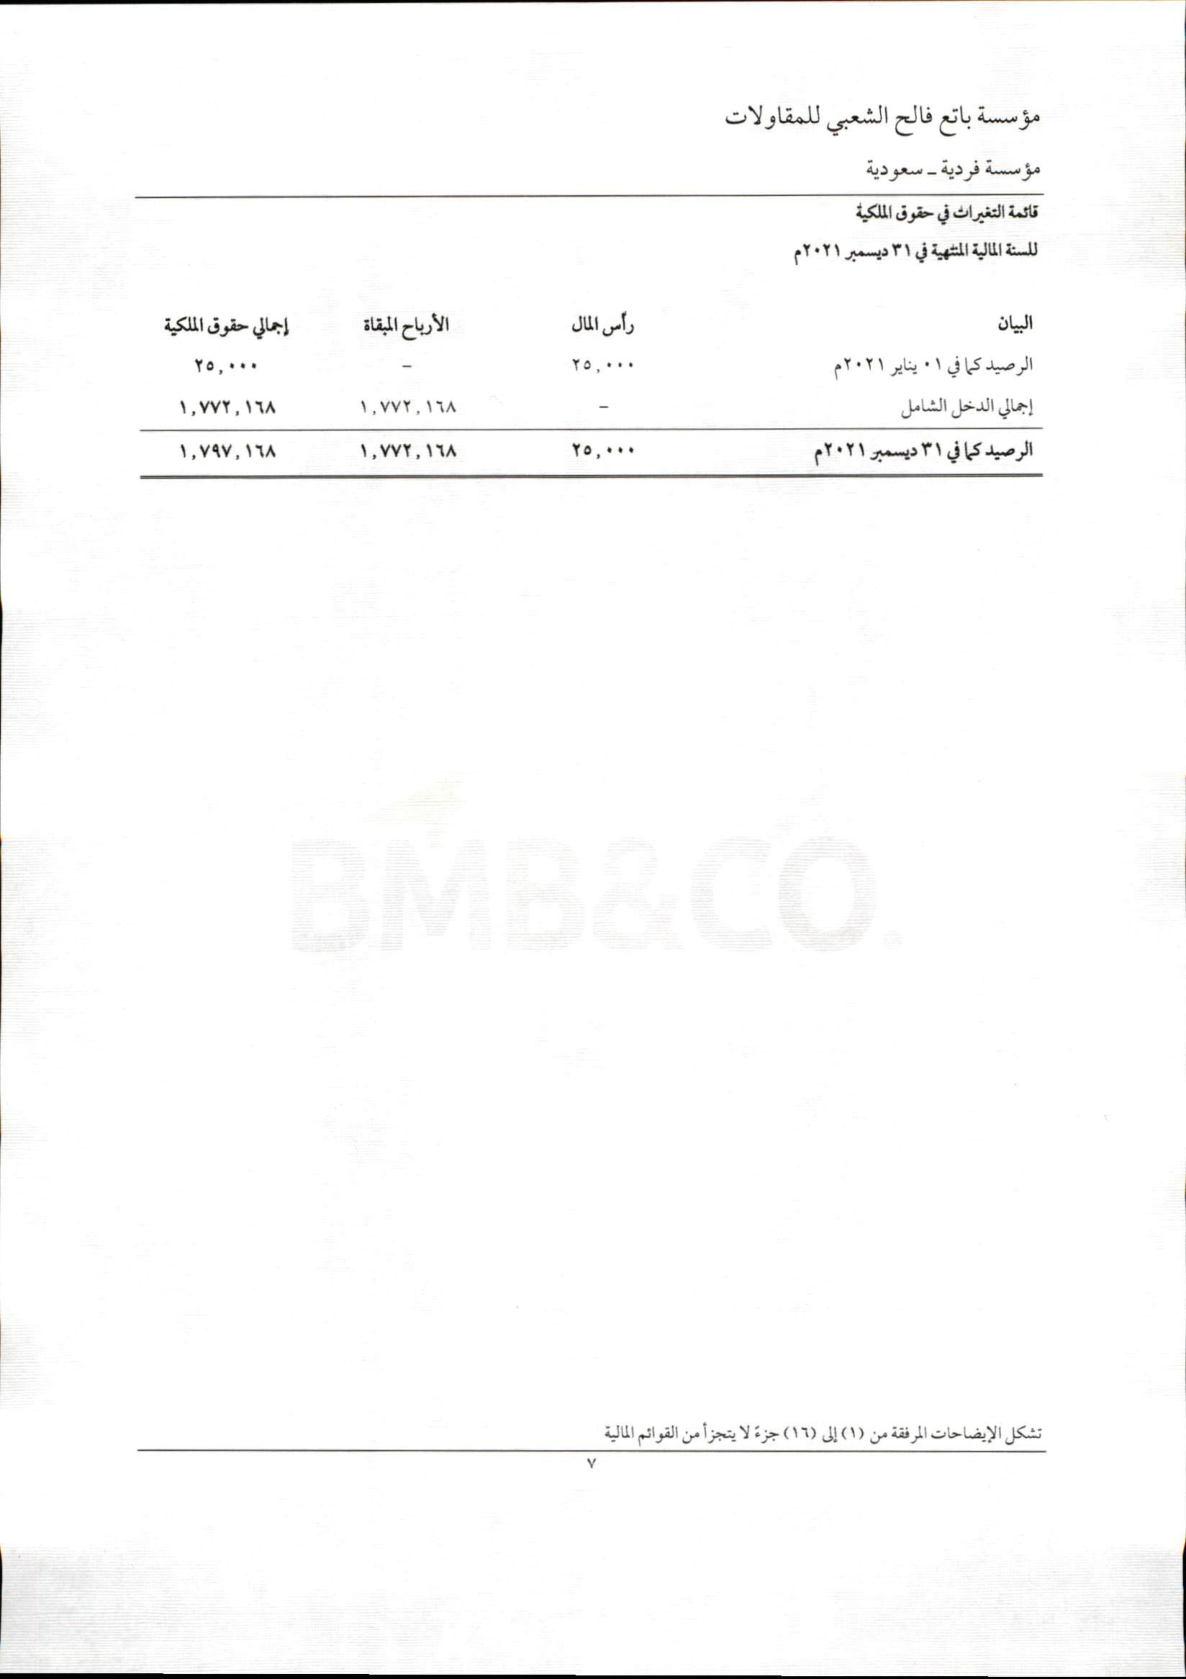 مؤسسة باتع فالح الشعبي للمقاولات
مؤسسة فردية – سعودية
قائمة التغيرات في حقوق الملكية
للسنة المالية المنتهية في ٣١ ديسمبر ٢٠٢١م
البيان رأس المال الأرباح المبقاة إجمالي حقوق الملكية
الرصيد كما في ٠١ يناير ٢٠٢١م ٢٥,٠٠٠ – ٢٥,٠٠٠
إجمالي الدخل الشامل – ١,٧٧٢,١٦٨ ١,٧٧٢,١٦٨
الرصيد كما في ٣١ ديسمبر ٢٠٢١م ٢٥,٠٠٠ ١,٧٧٢,١٦٨ ١,٧٩٧,١٦٨
BMB&CO.
تشكل الإيضاحات المرفقة من (١) إلى (١٦) جزءً لا يتجزأ من القوائم المالية
٧